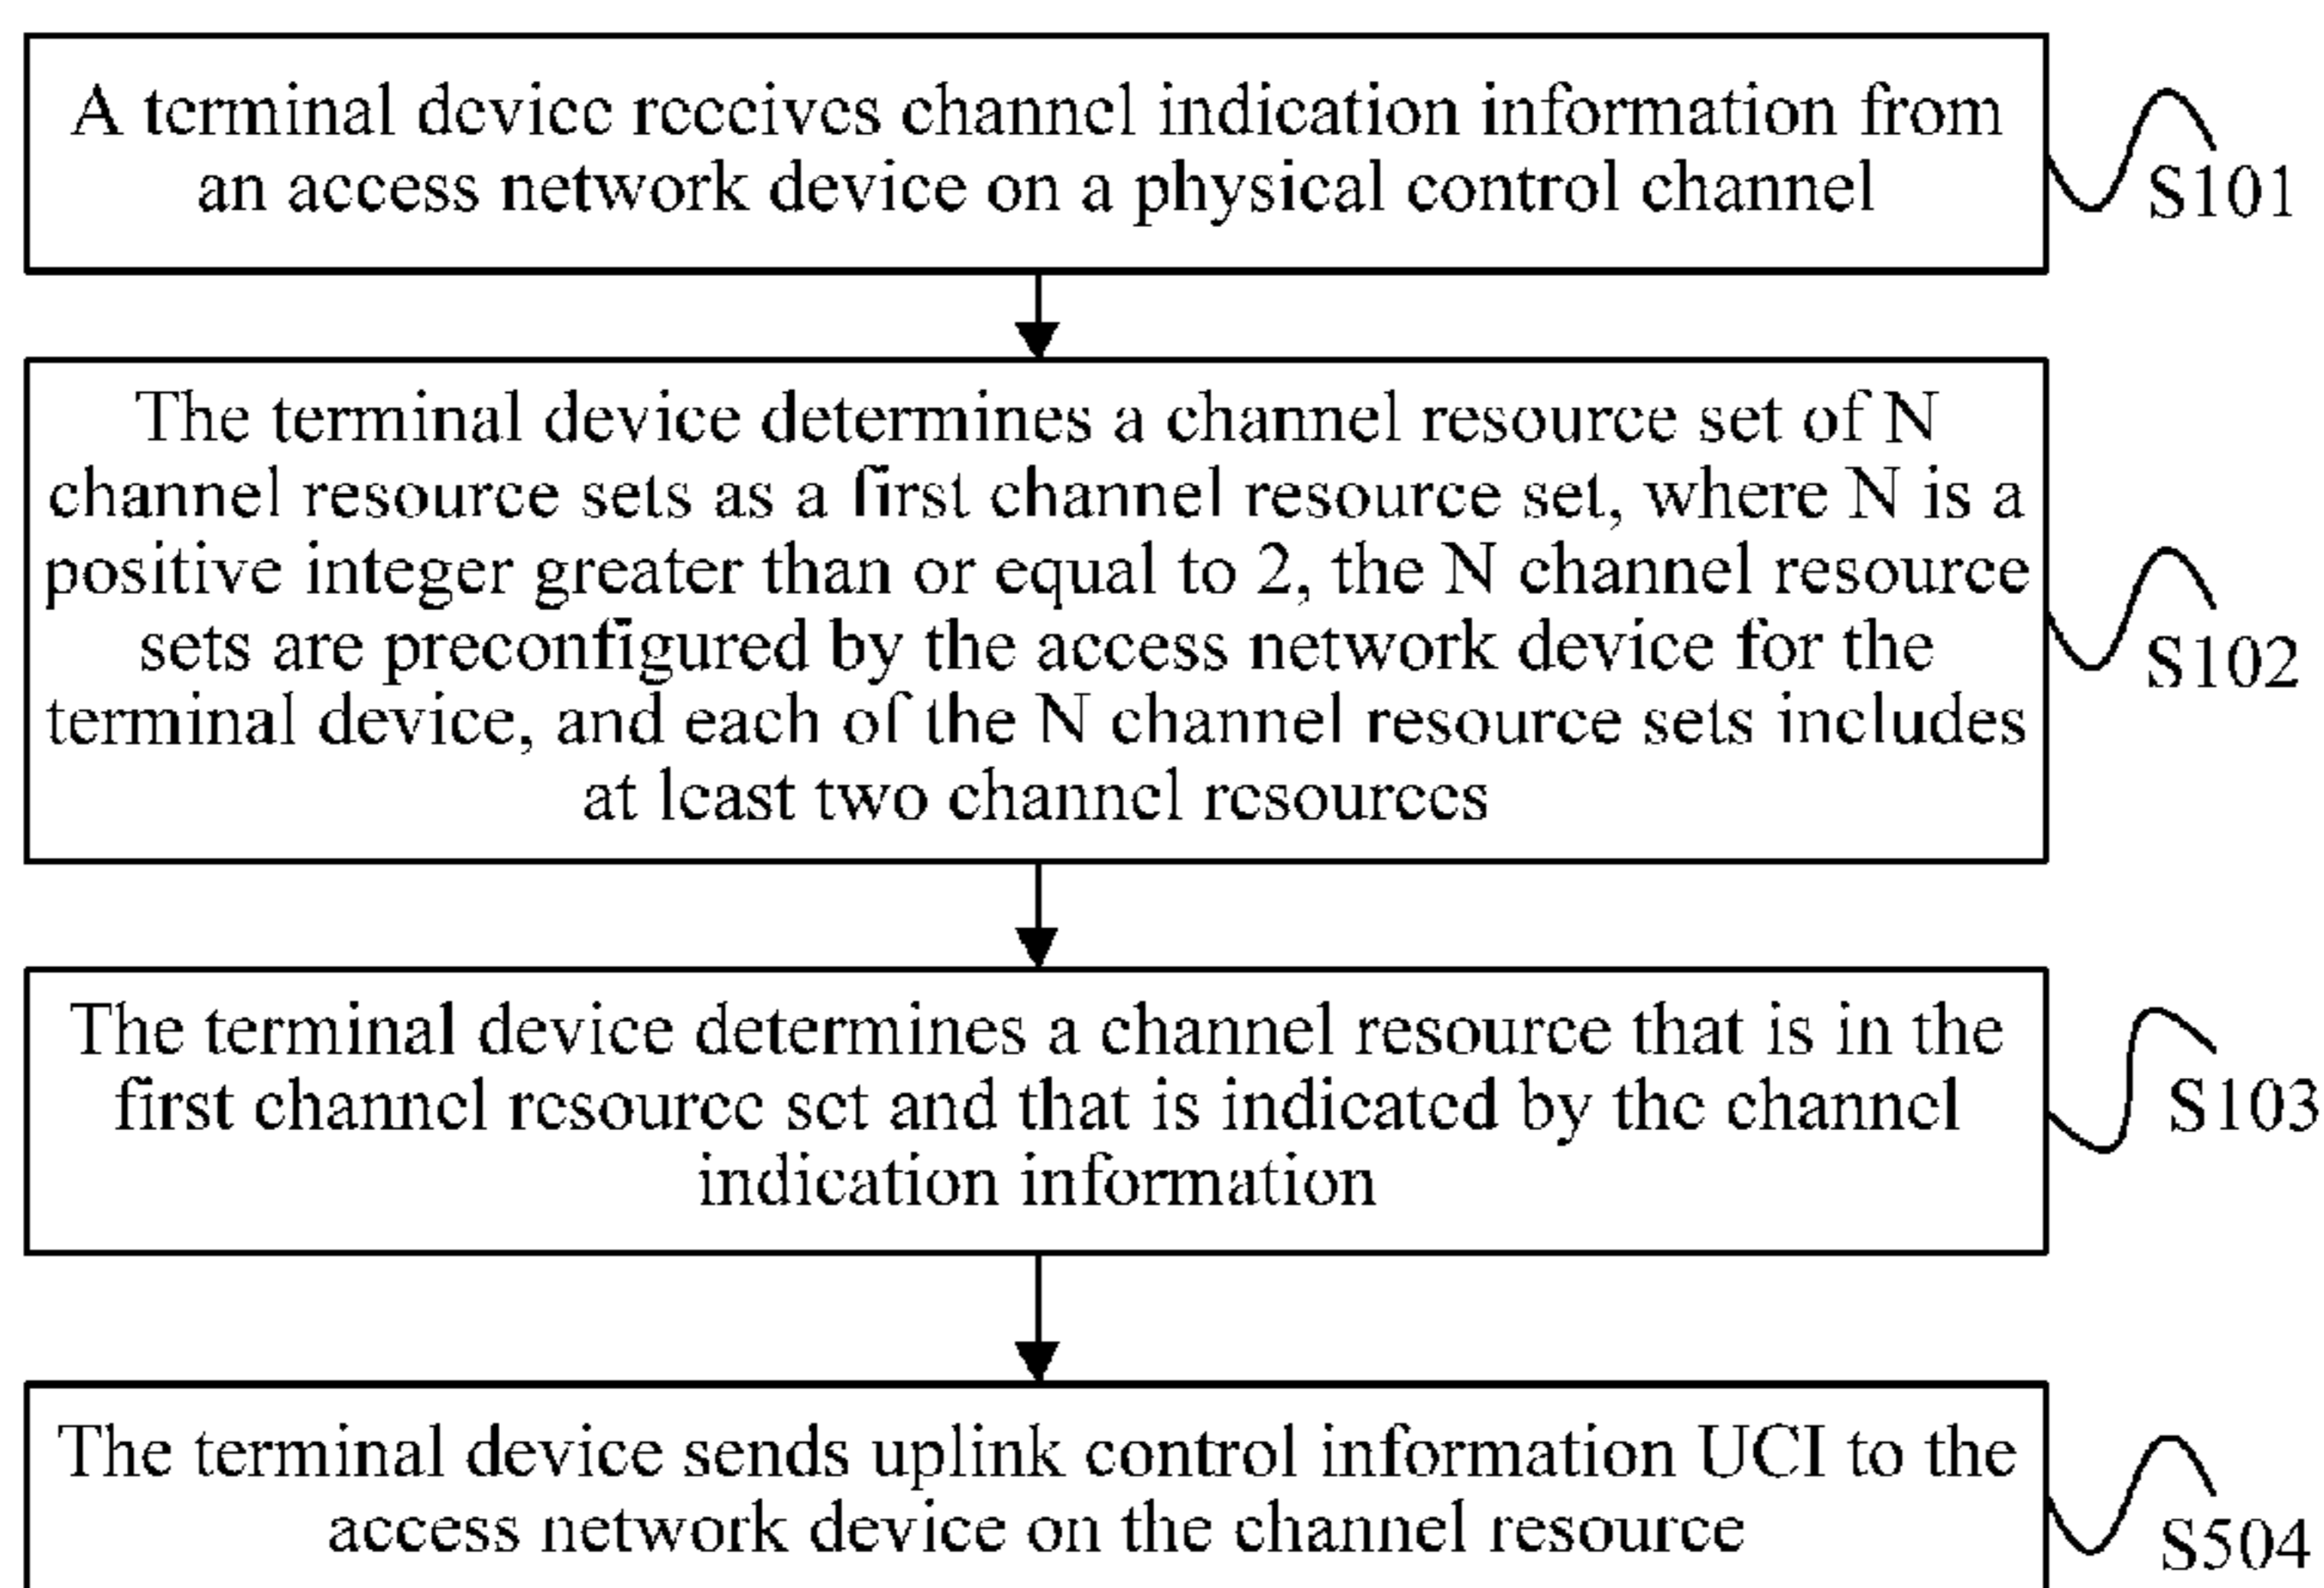 A terminal device receives channel indication information from
an access network device on a physical control channel
S101
The terminal device determines a channel resource set of N
channel resource sets as a first channel resource set, where N is a
positive integer greater than or equal to 2, the N channel resource
sets are preconfigured by the access network device for the
terminal device, and each of the N channel resource sets includes
at least two channel resources
S102
The terminal device determines a channel resource that is in the
first channel resource set and that is indicated by the channel
indication information
S103
The terminal device sends uplink control information UCI to the
access network device on the channel resource
S504